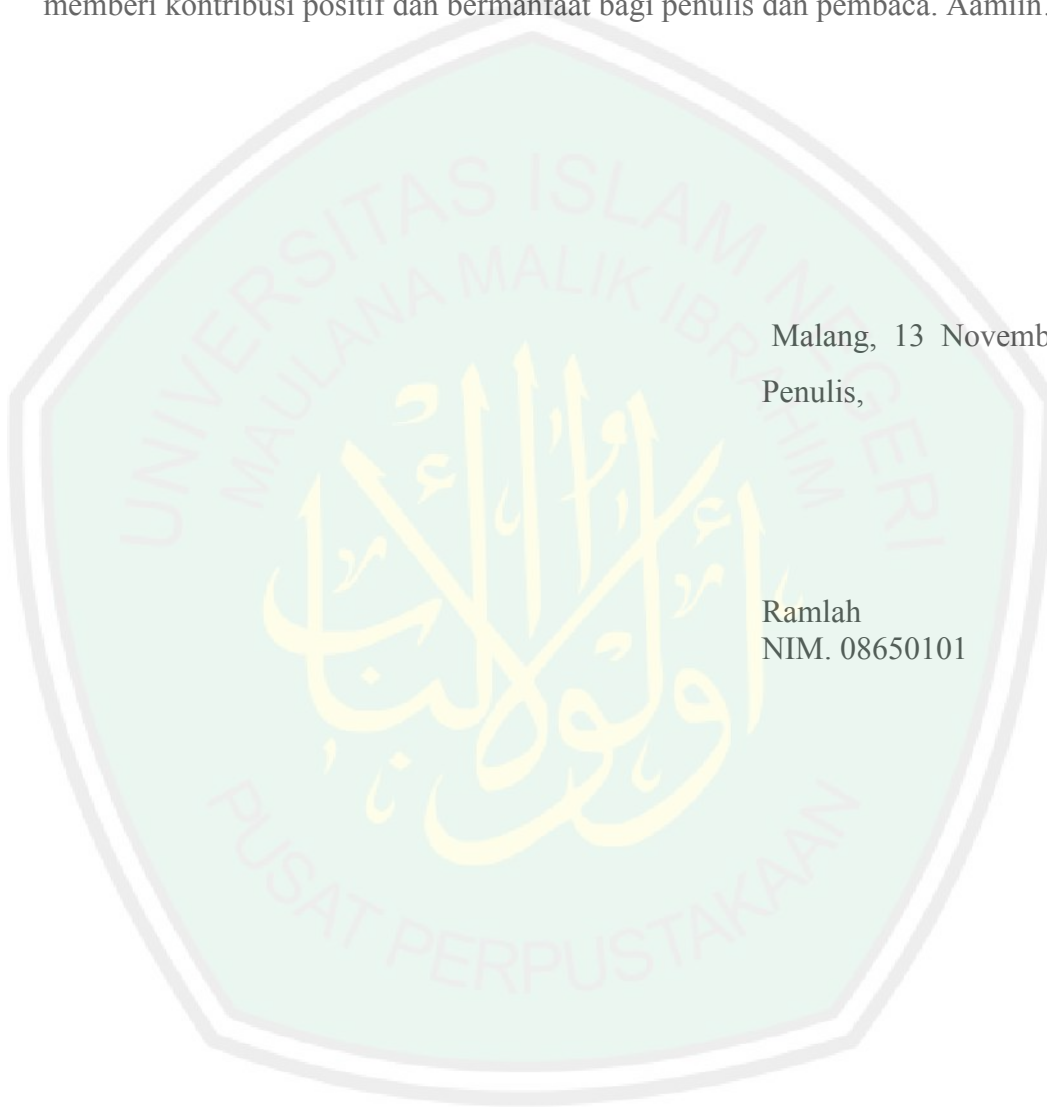 memberi kontribusi positif dan bermanfaat bagi penulis dan pembaca. Aamiin.
UNIVERSITAS ISLAM NEGERI
MAULANA MALIK IBRAHIM
Malang, 13 Novemb
Penulis,
Ramlah
NIM. 08650101
PUSAT PERPUSTAKAAN